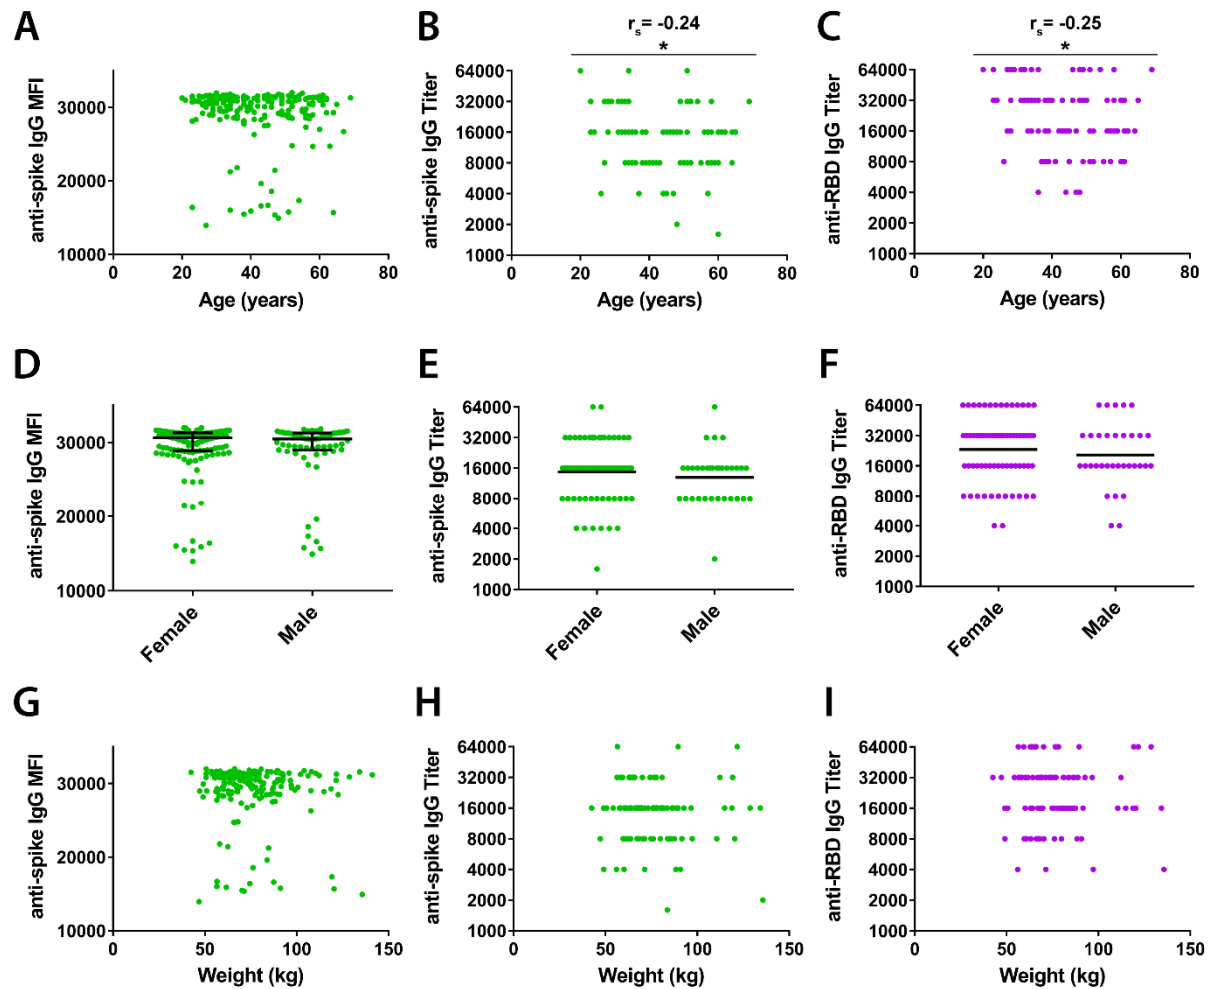 A
B
C
rs= -0.24
*
rs= -0.25
*
anti-spike IgG MFI
30000
20000
10000
0
20
40
60
80
Age (years)
anti-spike IgG Titer
64000
32000
16000
8000
4000
2000
1000
0
20
40
60
80
Age (years)
anti-RBD IgG Titer
64000
32000
16000
8000
4000
2000
1000
0
20
40
60
80
Age (years)
D
E
F
anti-spike IgG MFI
30000
20000
10000
Female
Male
anti-spike IgG Titer
64000
32000
16000
8000
4000
2000
1000
Female
Male
anti-RBD IgG Titer
64000
32000
16000
8000
4000
2000
1000
Female
Male
G
H
I
anti-spike IgG MFI
30000
20000
10000
0
50
100
150
Weight (kg)
anti-spike IgG Titer
64000
32000
16000
8000
4000
2000
1000
0
50
100
150
Weight (kg)
anti-RBD IgG Titer
64000
32000
16000
8000
4000
2000
1000
0
50
100
150
Weight (kg)